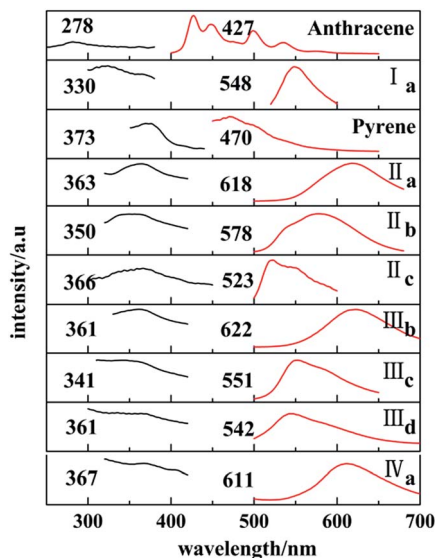 278 427 Anthracene
330 548 Ⅰa
373 470 Pyrene
363 618 Ⅱa
350 578 Ⅱb
366 523 Ⅱc
361 622 Ⅲb
341 551 Ⅲc
361 542 Ⅲd
367 611 Ⅳa
300 400 500 600 700
wavelength/nm
intensity/a.u